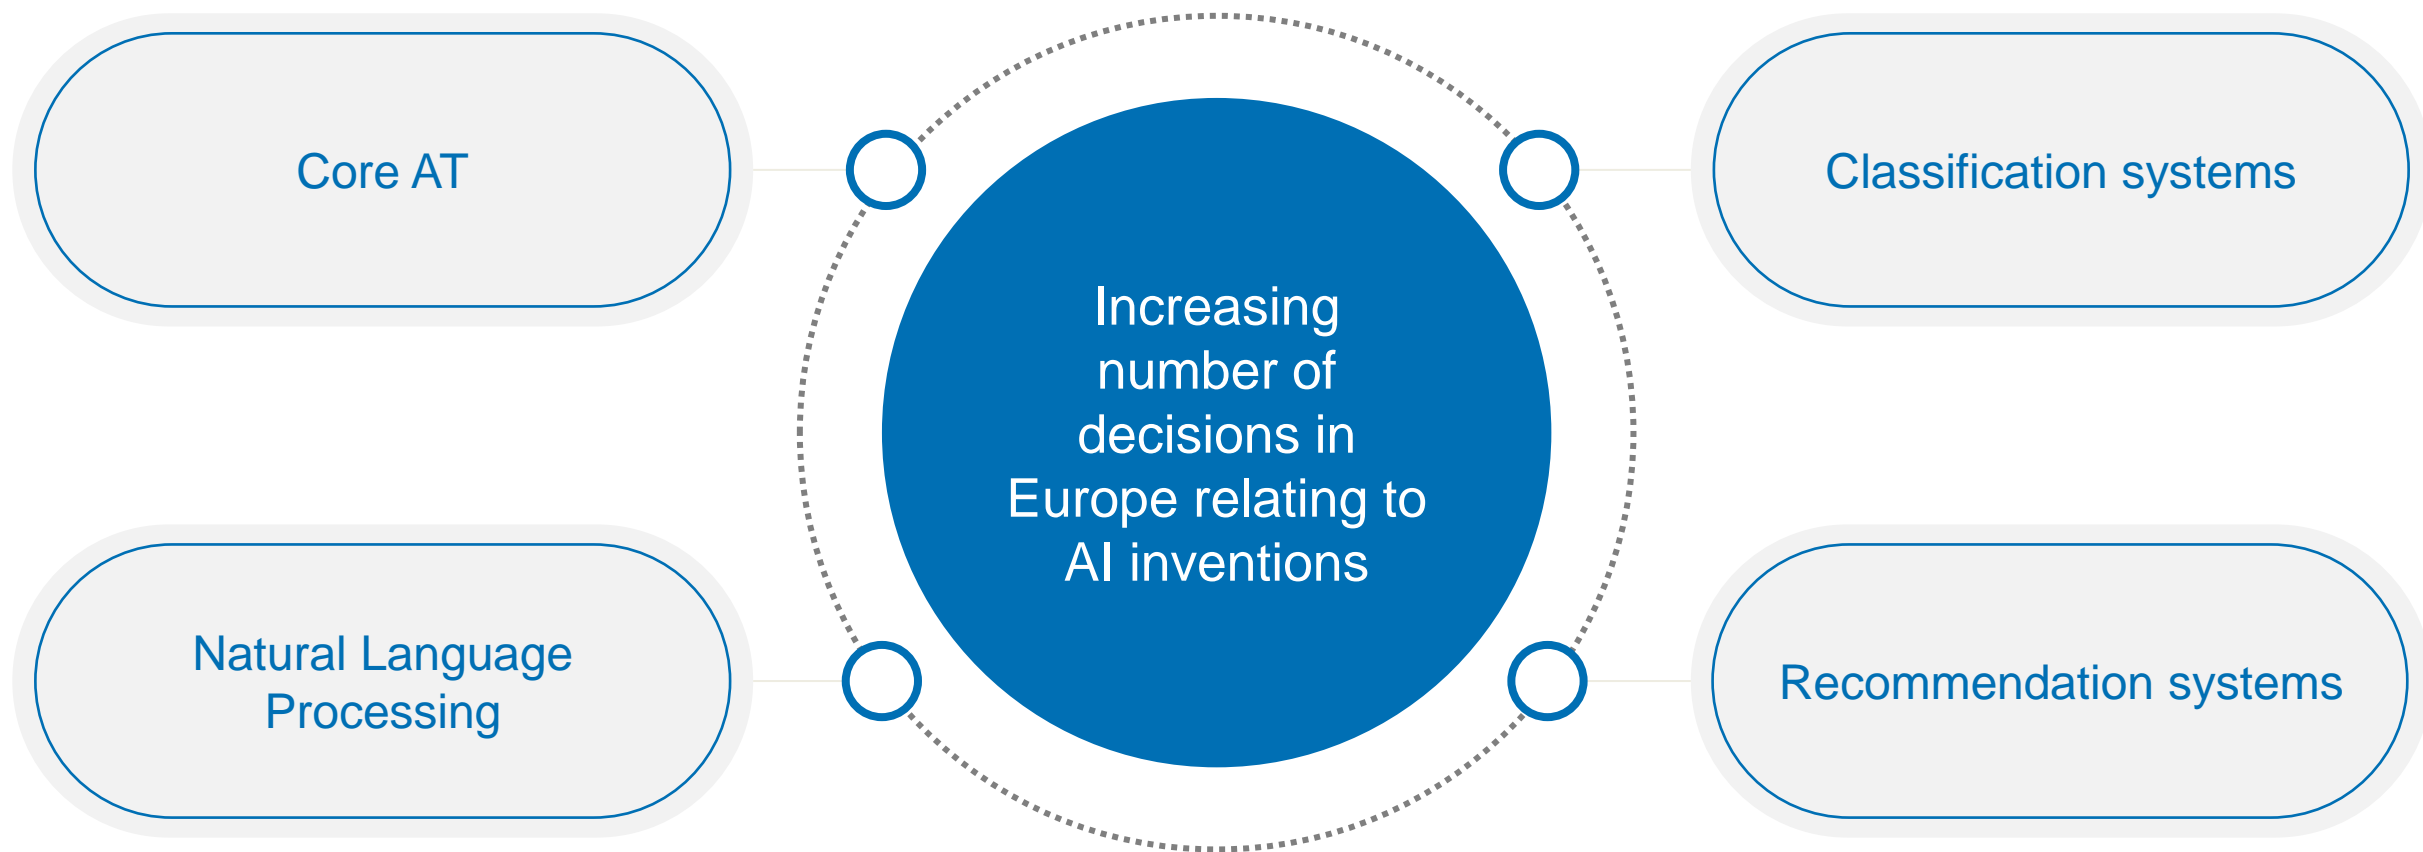 Core AT
Natural Language
Processing
Increasing
number of
decisions in
Europe relating to
AI inventions
Classification systems
Recommendation systems